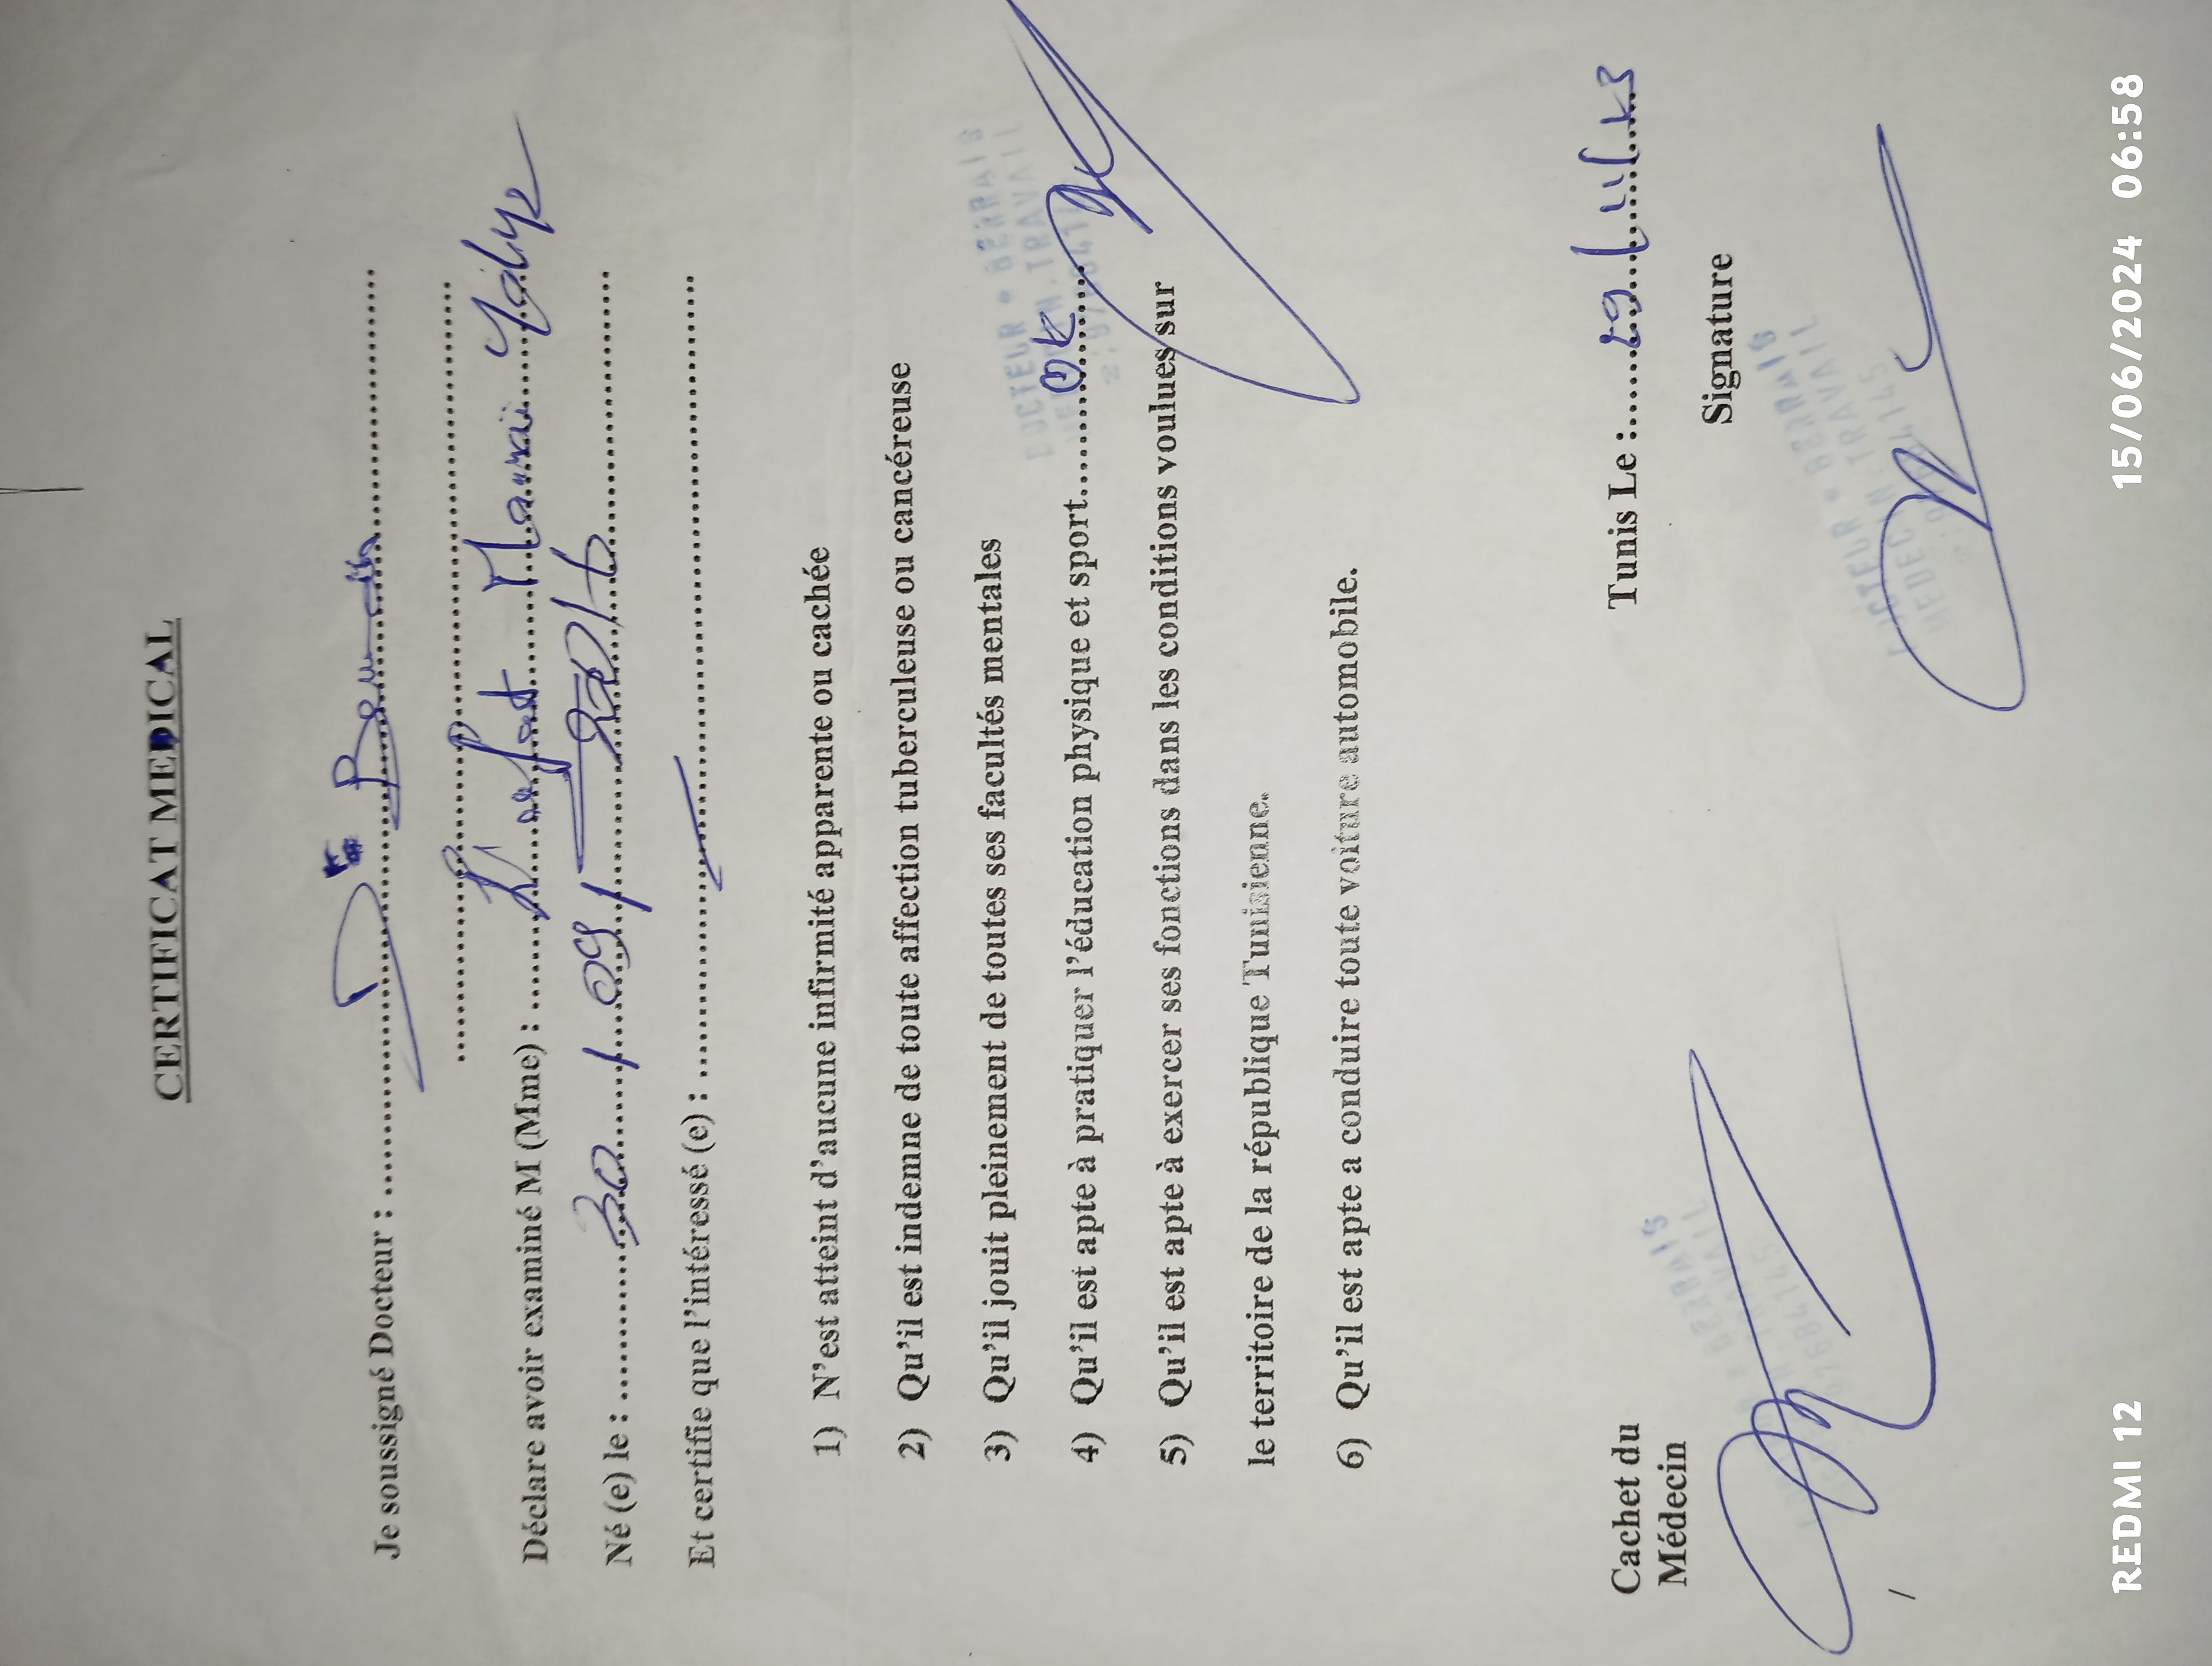 CERTIFICAT MEDICAL
Je soussigné Docteur :
Déclare avoir examiné M (Mme) :
Né (e) le : 30 / 09 /
Et certifie que l'intéressé (e) :
1) N'est atteint d'aucune infirmité apparente ou cachée
2) Qu'il est indemne de toute affection tuberculeuse ou cancéreuse
3) Qu'il jouit pleinement de toutes ses facultés mentales
4) Qu'il est apte à pratiquer l'éducation physique et sport ok
5) Qu'il est apte à exercer ses fonctions dans les conditions voulues sur
le territoire de la république Tunisienne.
6) Qu'il est apte a conduire toute voiture automobile.
Tunis Le : 29 / 11 /
Cachet du
Médecin
Signature
REDMI 12
15/06/2024 06:58